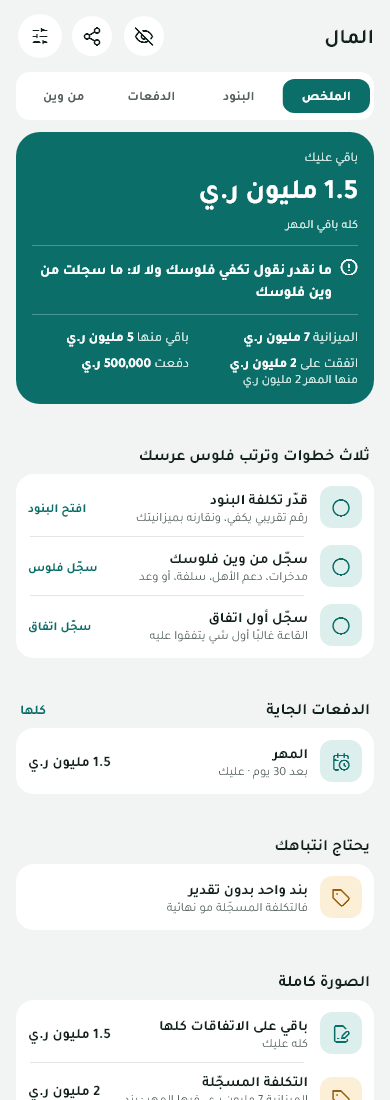 المال
الملخص
البنود
الدفعات
من وين
باقي عليك
1.5 مليون ر.ي
كله باقي المهر
ما نقدر نقول تكفي فلوسك ولا لا: ما سجلت من
وين فلوسك
الميزانية 7 مليون ر.ي
باقي منها 5 مليون ر.ي
اتفقت على 2 مليون ر.ي
دفعت 500,000 ر.ي
منها المهر 2 مليون ر.ي
ثلاث خطوات وترتب فلوس عرسك
قدّر تكلفة البنود
افتح البنود
رقم تقريبي يكفي، ونقارنه بميزانيتك
سجّل من وين فلوسك
سجّل فلوس
مدخرات، دعم الأهل، سلفة، أو وعد
سجّل أول اتفاق
سجّل اتفاق
القاعة غالبًا أول شي يتفقوا عليه
الدفعات الجاية
كلها
المهر
1.5 مليون ر.ي
بعد 30 يوم · عليك
يحتاج انتباهك
بند واحد بدون تقدير
فالتكلفة المسجّلة مو نهائية
الصورة كاملة
باقي على الاتفاقات كلها
1.5 مليون ر.ي
كله عليك
التكلفة المسجّلة
2 مليون ر.ي